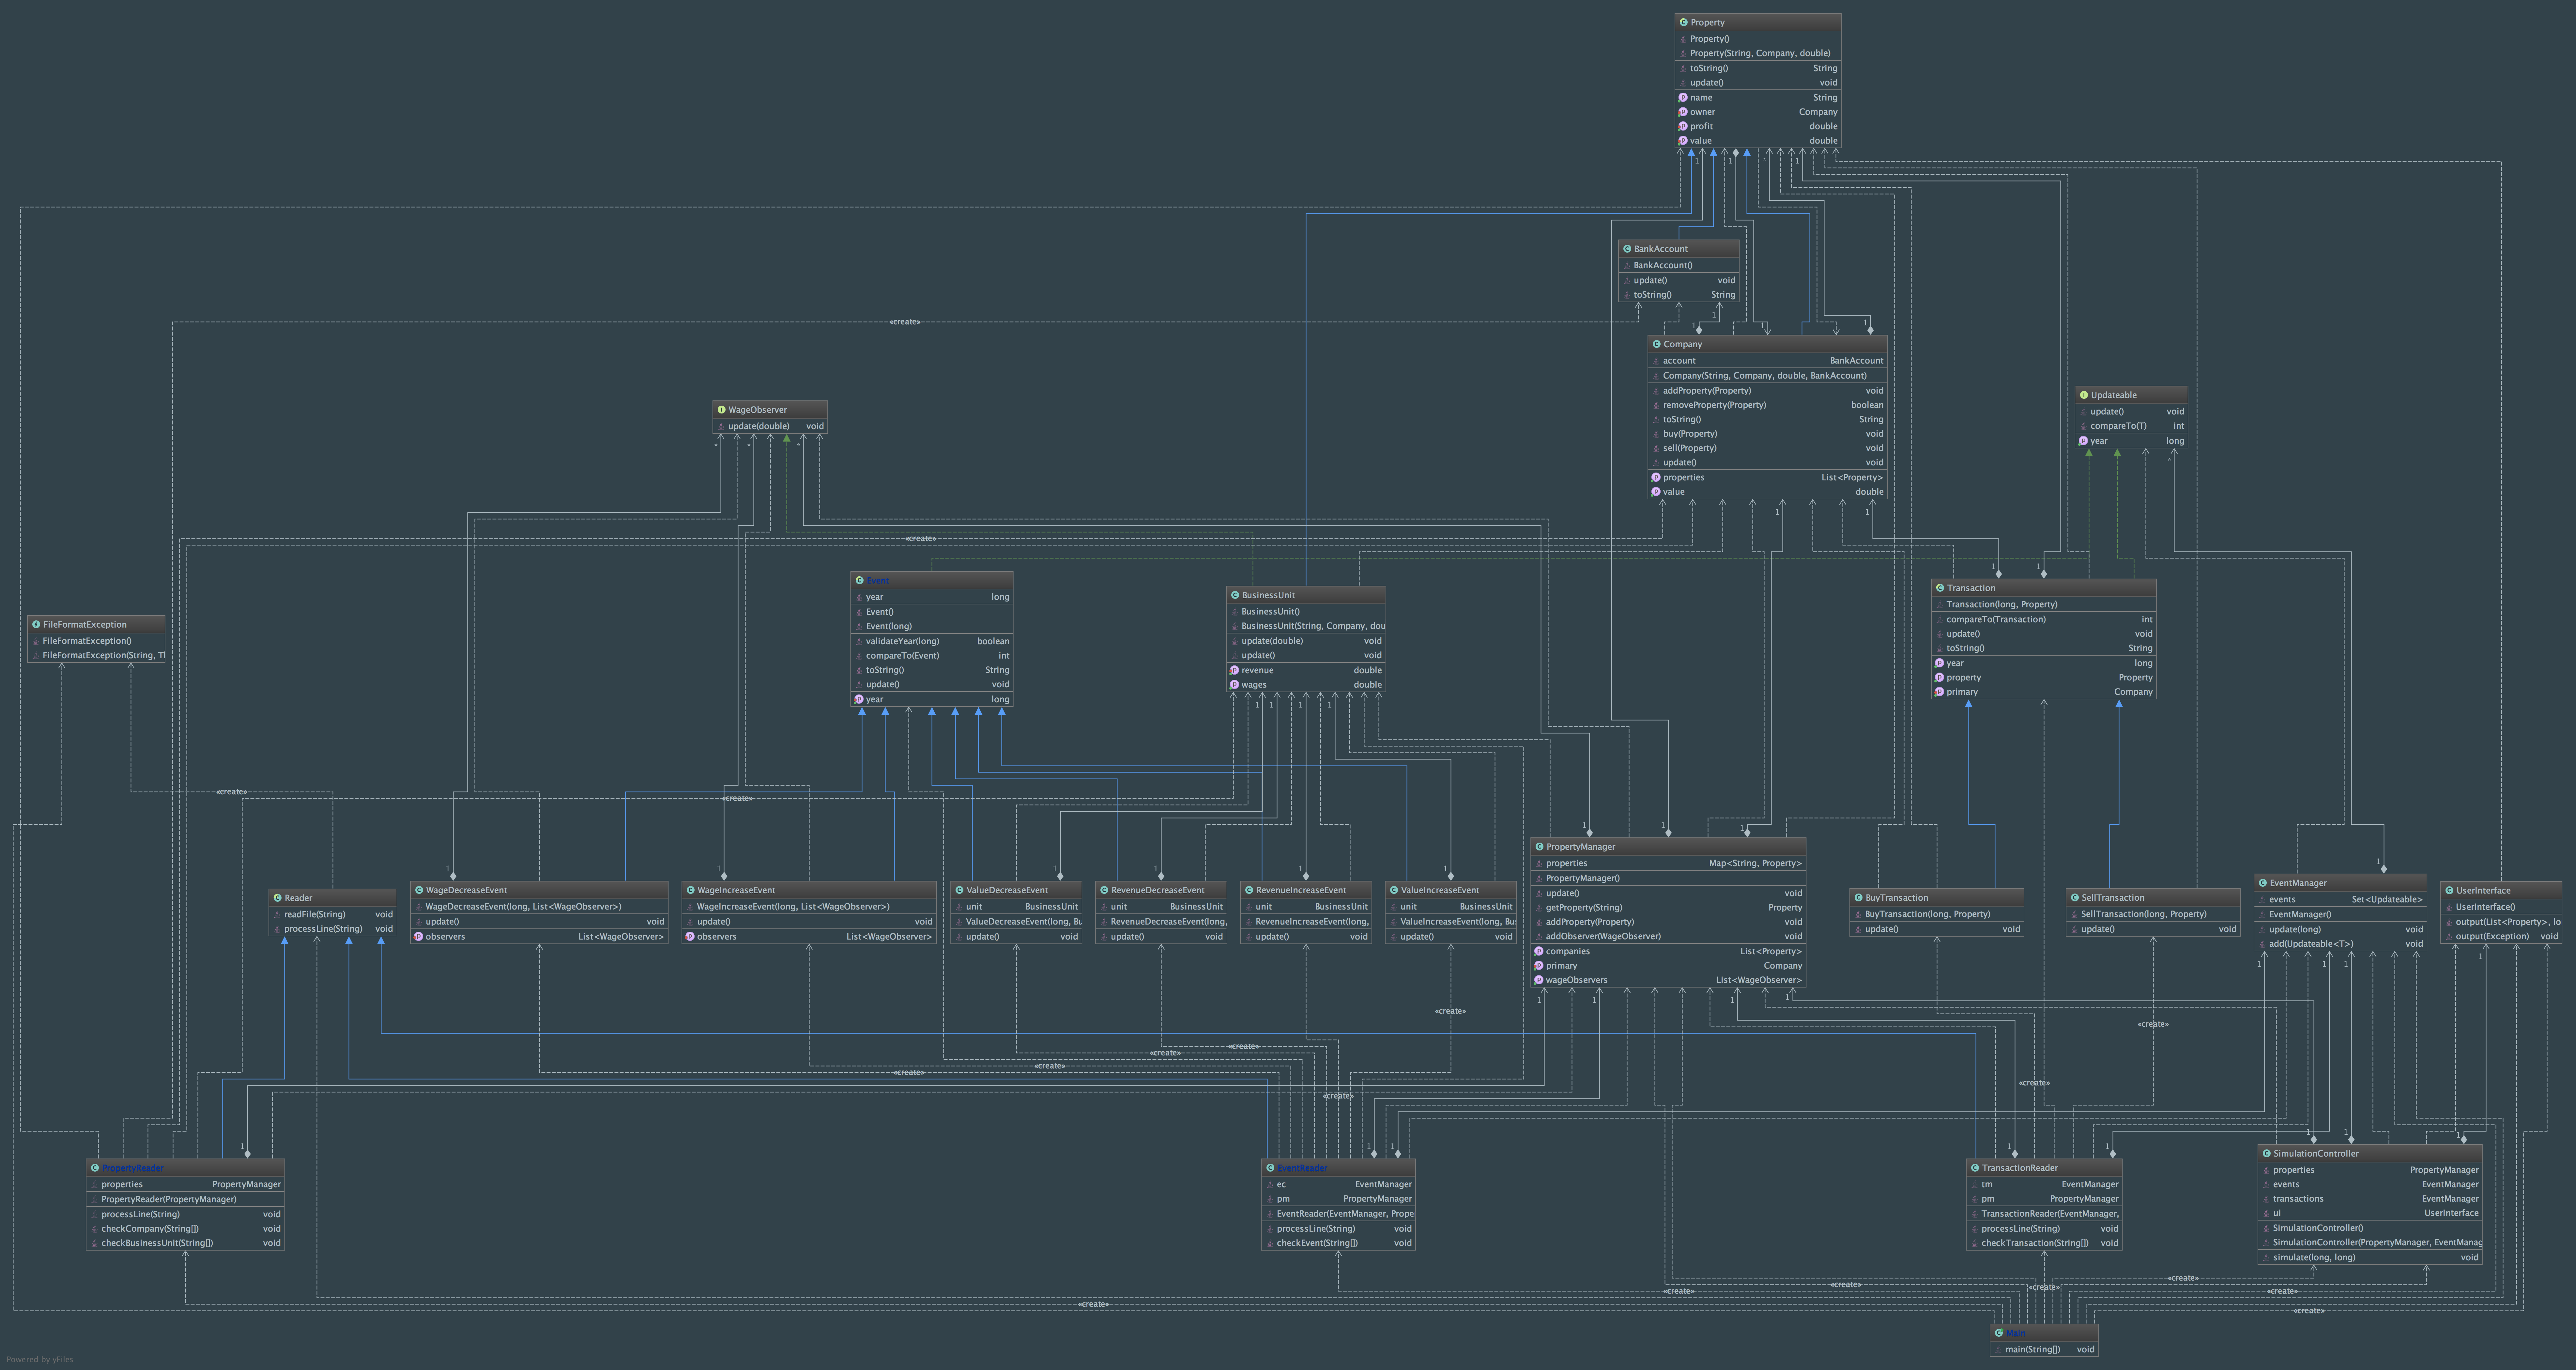 Property
Property()
Property(String, Company, double)
toString() String
update() void
name String
owner Company
profit double
value double
BankAccount
BankAccount()
update() void
toString() String
«create»
Company
account BankAccount
Company(String, Company, double, BankAccount)
addProperty(Property) void
removeProperty(Property) boolean
toString() String
buy(Property) void
sell(Property) void
update() void
properties List<Property>
value double
WageObserver
update(double) void
Updateable
update() void
compareTo(T) int
year long
«create»
Event
year long
Event()
Event(long)
validateYear(long) boolean
compareTo(Event) int
toString() String
update() void
year long
BusinessUnit
BusinessUnit()
BusinessUnit(String, Company, dou
update(double) void
update() void
revenue double
wages double
Transaction
Transaction(long, Property)
compareTo(Transaction) int
update() void
toString() String
year long
property Property
primary Company
FileFormatException
FileFormatException()
FileFormatException(String, Tl
«create»
«create»
Reader
readFile(String) void
processLine(String) void
WageDecreaseEvent
WageDecreaseEvent(long, List<WageObserver>)
update() void
observers List<WageObserver>
WageIncreaseEvent
WageIncreaseEvent(long, List<WageObserver>)
update() void
observers List<WageObserver>
ValueDecreaseEvent
unit BusinessUnit
ValueDecreaseEvent(long, Bu
update() void
RevenueDecreaseEvent
unit BusinessUnit
RevenueDecreaseEvent(long,
update() void
RevenueIncreaseEvent
unit BusinessUnit
RevenueIncreaseEvent(long,
update() void
ValueIncreaseEvent
unit BusinessUnit
ValueIncreaseEvent(long, Bus
update() void
PropertyManager
properties Map<String, Property>
PropertyManager()
update() void
getProperty(String) Property
addProperty(Property) void
addObserver(WageObserver) void
companies List<Property>
primary Company
wageObservers List<WageObserver>
BuyTransaction
BuyTransaction(long, Property)
update() void
SellTransaction
SellTransaction(long, Property)
update() void
EventManager
events Set<Updateable>
EventManager()
update(long) void
add(Updateable<T>) void
UserInterface
UserInterface()
output(List<Property>, lo
output(Exception) void
«create»
«create»
«create»
«create»
«create»
«create»
«create»
«create»
PropertyReader
properties PropertyManager
PropertyReader(PropertyManager)
processLine(String) void
checkCompany(String[]) void
checkBusinessUnit(String[]) void
EventReader
ec EventManager
pm PropertyManager
EventReader(EventManager, Prope
processLine(String) void
checkEvent(String[]) void
TransactionReader
tm EventManager
pm PropertyManager
TransactionReader(EventManager,
processLine(String) void
checkTransaction(String[]) void
SimulationController
properties PropertyManager
events EventManager
transactions EventManager
ui UserInterface
SimulationController()
SimulationController(PropertyManager, EventManag
simulate(long, long) void
«create»
«create»
«create»
«create»
«create»
«create»
«create»
Main
main(String[]) void
Powered by yFiles